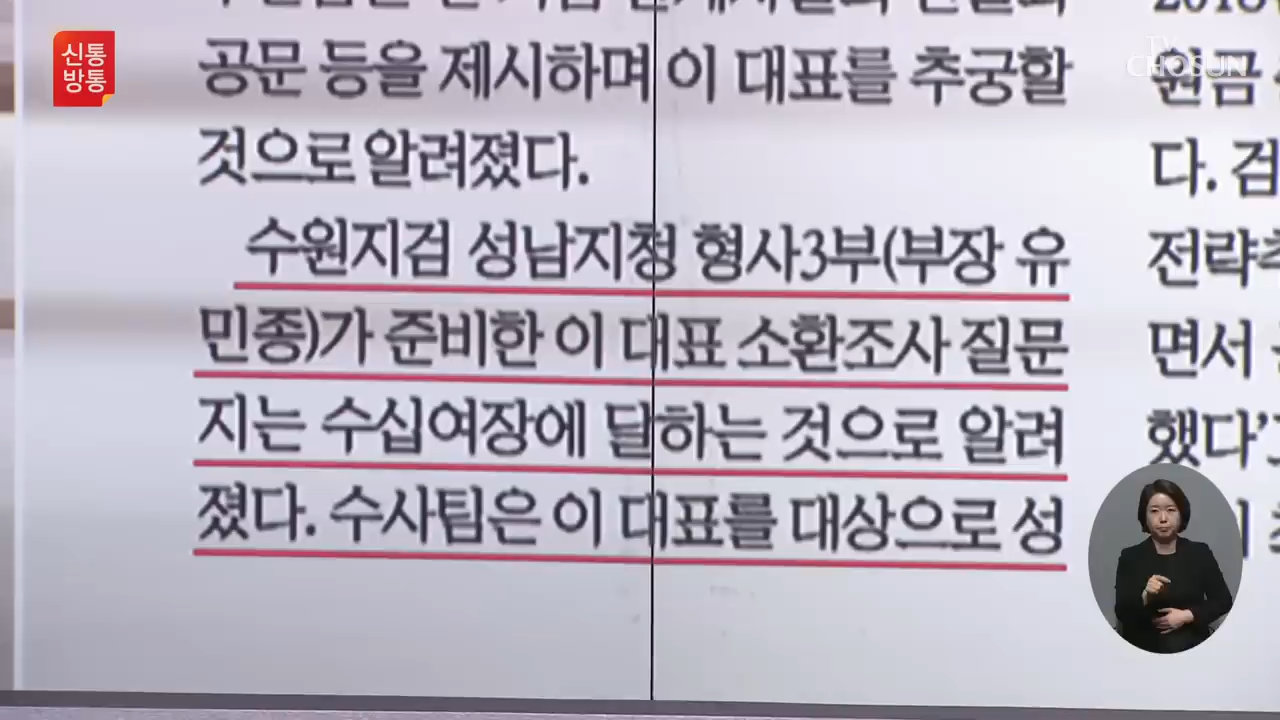 신통
방통
TV
CHOSUN
공문 등을 제시하며 이 대표를 추궁할
것으로 알려졌다.
수원지검 성남지청 형사3부(부장 유
민종)가 준비한 이 대표 소환조사 질문
지는 수십여장에 달하는 것으로 알려
졌다. 수사팀은 이 대표를 대상으로 성
원금
다. 검
전략
면서
했다'